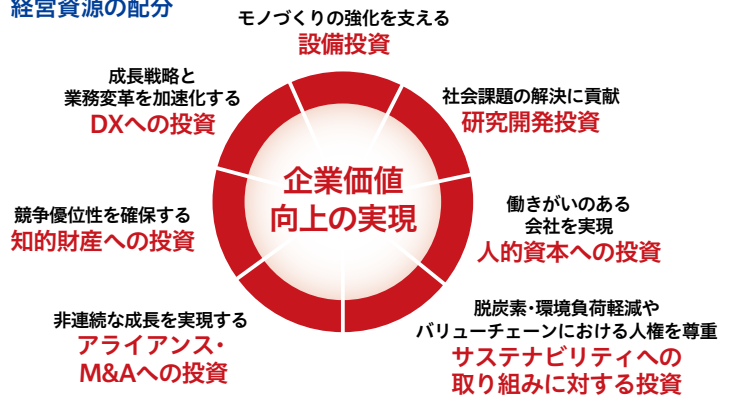 経営資源の配分
モノづくりの強化を支える
設備投資
社会課題の解決に貢献
研究開発投資
働きがいのある
会社を実現
人的資本への投資
脱炭素・環境負荷軽減や
バリューチェーンにおける人権を尊重
サステナビリティへの
取り組みに対する投資
非連続な成長を実現する
アライアンス・
M&Aへの投資
競争優位性を確保する
知的財産への投資
成長戦略と
業務変革を加速化する
DXへの投資
企業価値
向上の実現